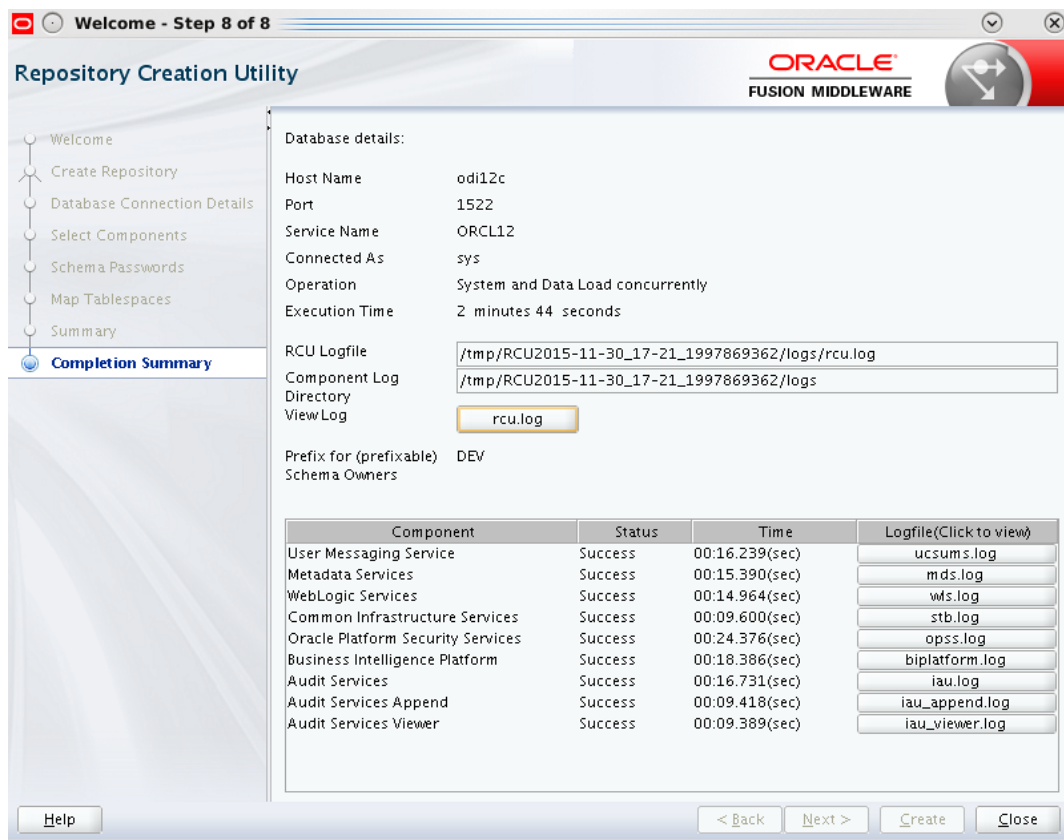 Welcome - Step 8 of 8
Repository Creation Utility
ORACLE
FUSION MIDDLEWARE
Welcome
Create Repository
Database Connection Details
Select Components
Schema Passwords
Map Tablespaces
Summary
Completion Summary
Database details:
Host Name odi12c
Port 1522
Service Name ORCL12
Connected As sys
Operation System and Data Load concurrently
Execution Time 2 minutes 44 seconds
RCU Logfile /tmp/RCU2015-11-30_17-21_1997869362/logs/rcu.log
Component Log Directory /tmp/RCU2015-11-30_17-21_1997869362/logs
View Log rcu.log
Prefix for (prefixable) DEV
Schema Owners
Component Status Time Logfile(Click to view)
User Messaging Service Success 00:16.239(sec) ucsums.log
Metadata Services Success 00:15.390(sec) mds.log
WebLogic Services Success 00:14.964(sec) wls.log
Common Infrastructure Services Success 00:09.600(sec) stb.log
Oracle Platform Security Services Success 00:24.376(sec) opss.log
Business Intelligence Platform Success 00:18.386(sec) biplatform.log
Audit Services Success 00:16.731(sec) iau.log
Audit Services Append Success 00:09.418(sec) iau_append.log
Audit Services Viewer Success 00:09.389(sec) iau_viewer.log
Help
< Back Next > Create Close